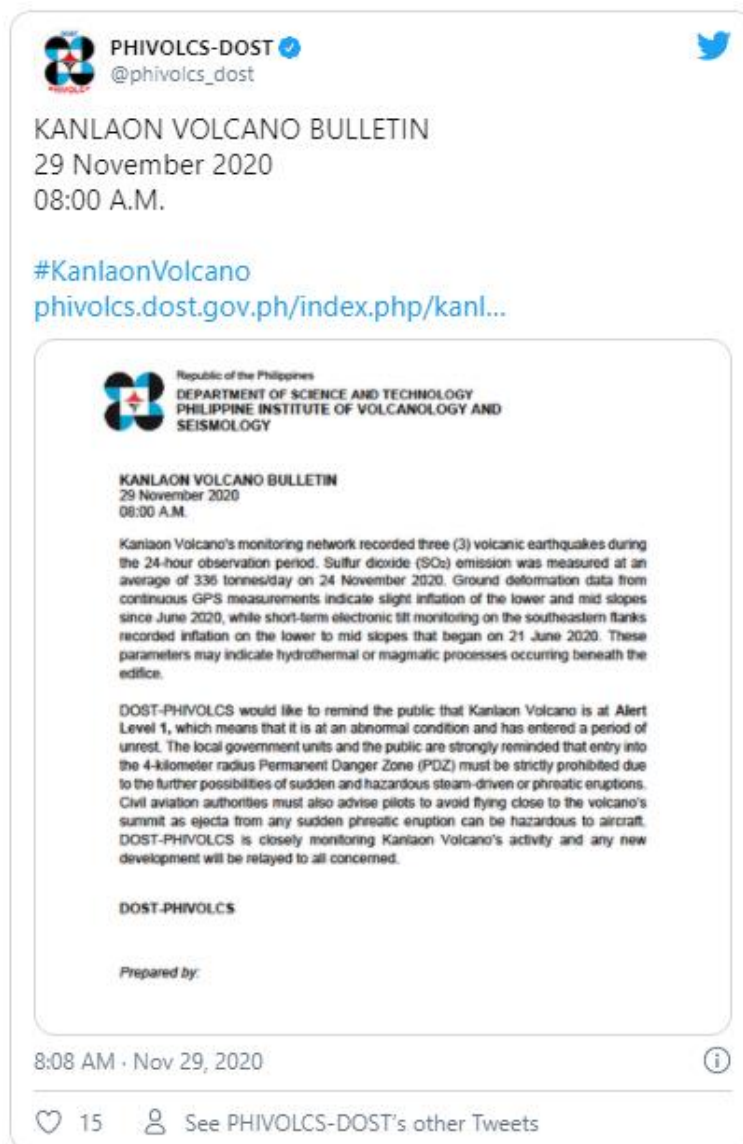 PHIVOLCS-DOST
@phivolcs_dost
KANLAON VOLCANO BULLETIN
29 November 2020
08:00 A.M.
#KanlaonVolcano
phivolcs.dost.gov.ph/index.php/kanl...
PHIVOLCS
Republic of the Philippines
DEPARTMENT OF SCIENCE AND TECHNOLOGY
PHILIPPINE INSTITUTE OF VOLCANOLOGY AND
SEISMOLOGY
KANLAON VOLCANO BULLETIN
29 November 2020
08:00 A.M.
Kanlaon Volcano's monitoring network recorded three (3) volcanic earthquakes during
the 24-hour observation period. Sulfur dioxide (SO₂) emission was measured at an
average of 336 tonnes/day on 24 November 2020. Ground deformation data from
continuous GPS measurements indicate slight inflation of the lower and mid slopes
since June 2020, while short-term electronic tilt monitoring on the southeastern flanks
recorded inflation on the lower to mid slopes that began on 21 June 2020. These
parameters may indicate hydrothermal or magmatic processes occurring beneath the
edifice.
DOST-PHIVOLCS would like to remind the public that Kanlaon Volcano is at Alert
Level 1, which means that it is at an abnormal condition and has entered a period of
unrest. The local government units and the public are strongly reminded that entry into
the 4-kilometer radius Permanent Danger Zone (PDZ) must be strictly prohibited due
to the further possibilities of sudden and hazardous steam-driven or phreatic eruptions.
Civil aviation authorities must also advise pilots to avoid flying close to the volcano's
summit as ejecta from any sudden phreatic eruption can be hazardous to aircraft.
DOST-PHIVOLCS is closely monitoring Kanlaon Volcano's activity and any new
development will be relayed to all concerned.
DOST-PHIVOLCS
Prepared by:
8:08 AM · Nov 29, 2020
15 See PHIVOLCS-DOST's other Tweets